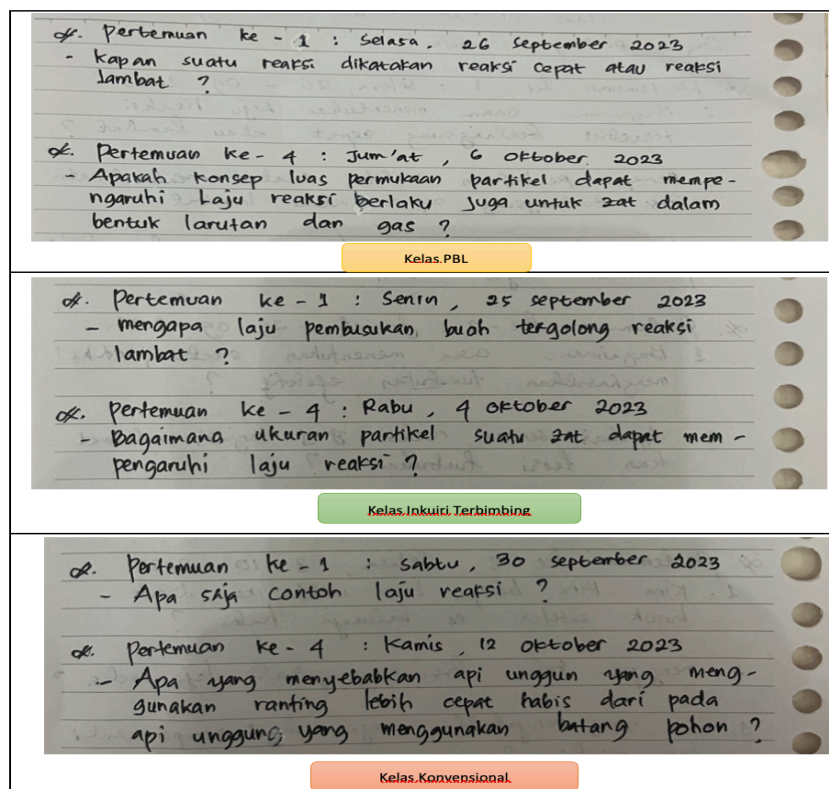 Pertemuan ke - 1 : Selasa, 26 September 2023
- Kapan suatu reaksi dikatakan reaksi cepat atau reaksi
lambat ?
Pertemuan ke - 4 : Jum'at, 6 Oktober 2023
- Apakah konsep luas permukaan partikel dapat mempe-
ngaruhi Laju reaksi berlaku juga untuk zat dalam
bentuk larutan dan gas ?
Kelas PBL
Pertemuan ke - 1 : Senin, 25 september 2023
- mengapa laju pembusukan buah tergolong reaksi
lambat ?
Pertemuan ke - 4 : Rabu, 4 oktober 2023
- Bagaimana ukuran partikel suatu zat dapat mem -
pengaruhi laju reaksi ?
Kelas Inkuiri Terbimbing
Pertemuan ke - 1 : sabtu, 30 september 2023
- Apa saja contoh laju reaksi ?
Pertemuan ke - 4 : Kamis, 12 oktober 2023
- Apa yang menyebabkan api unggun yang meng-
gunakan ranting lebih cepat habis dari pada
api unggung yang menggunakan batang pohon ?
Kelas Konvensional